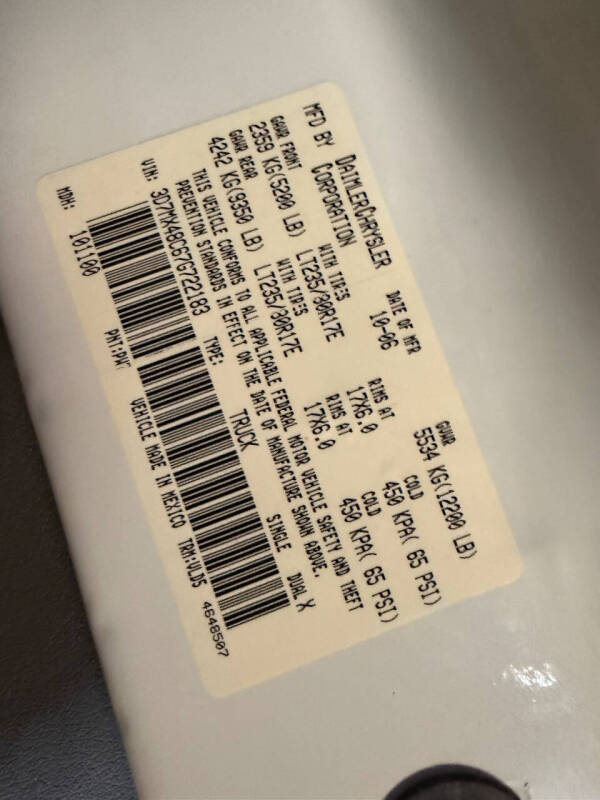 MFD BY DAIMLERCHRYSLER CORPORATION
DATE OF MFR 10-06
GVWR 5534 KG(12200 LB)
GAWR FRONT 2359 KG(5200 LB) WITH TIRES LT235/80R17E RIMS AT 17X6.0 COLD 450 KPA( 65 PSI)
GAWR REAR 4242 KG(9350 LB) WITH TIRES LT235/80R17E RIMS AT 17X6.0 COLD 450 KPA( 65 PSI)
THIS VEHICLE CONFORMS TO ALL APPLICABLE FEDERAL MOTOR VEHICLE SAFETY AND THEFT
PREVENTION STANDARDS IN EFFECT ON THE DATE OF MANUFACTURE SHOWN ABOVE.
VIN: 3D7MX48C67G722183 TYPE: TRUCK SINGLE DUAL X
MDH: 101100 PNT:PW7 VEHICLE MADE IN MEXICO TRM:VLD5 4648507